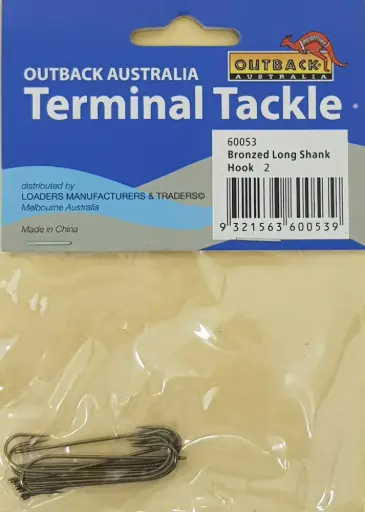 OUTBACK AUSTRALIA
OUTBACK
AUSTRALIA
Terminal Tackle
60053
Bronzed Long Shank
Hook 2
9 321563 600539
distributed by
LOADERS MANUFACTURERS & TRADERS©
Melbourne Australia
Made in China